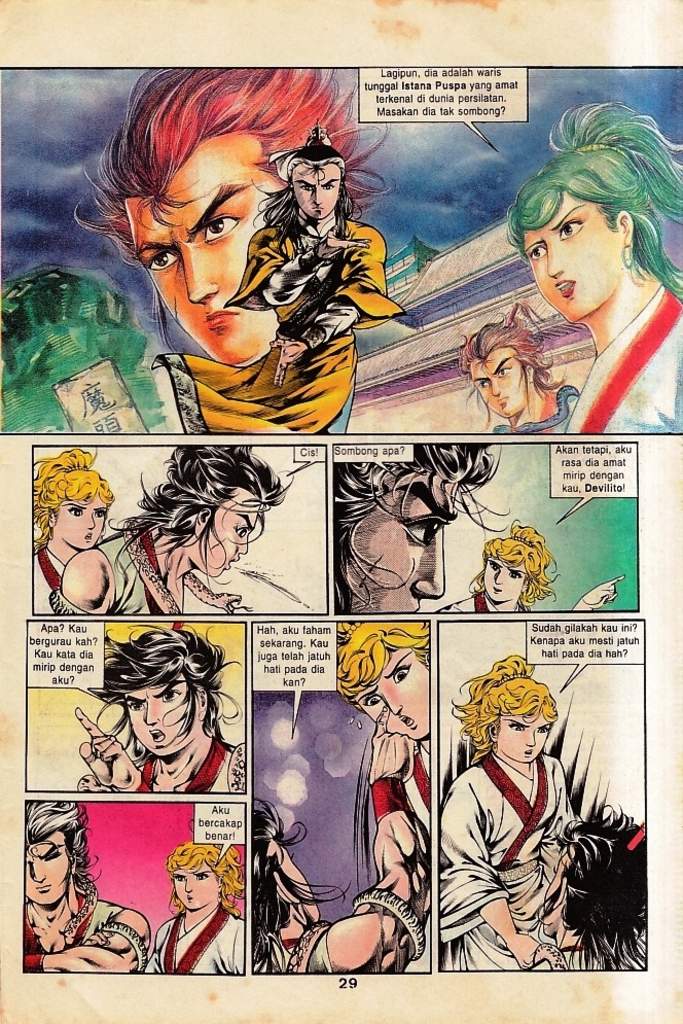 Lagipun, dia adalah waris
tunggal Istana Puspa yang amat
terkenal di dunia persilatan.
Masakan dia tak sombong?
魔
頭
Cis!
Sombong apa?
Akan tetapi, aku
rasa dia amat
mirip dengan
kau, Devilito!
Apa? Kau
bergurau kah?
Kau kata dia
mirip dengan
aku?
Hah, aku faham
sekarang. Kau
juga telah jatuh
hati pada dia
kan?
Sudah gilakah kau ini?
Kenapa aku mesti jatuh
hati pada dia hah?
Aku
bercakap
benar!
29